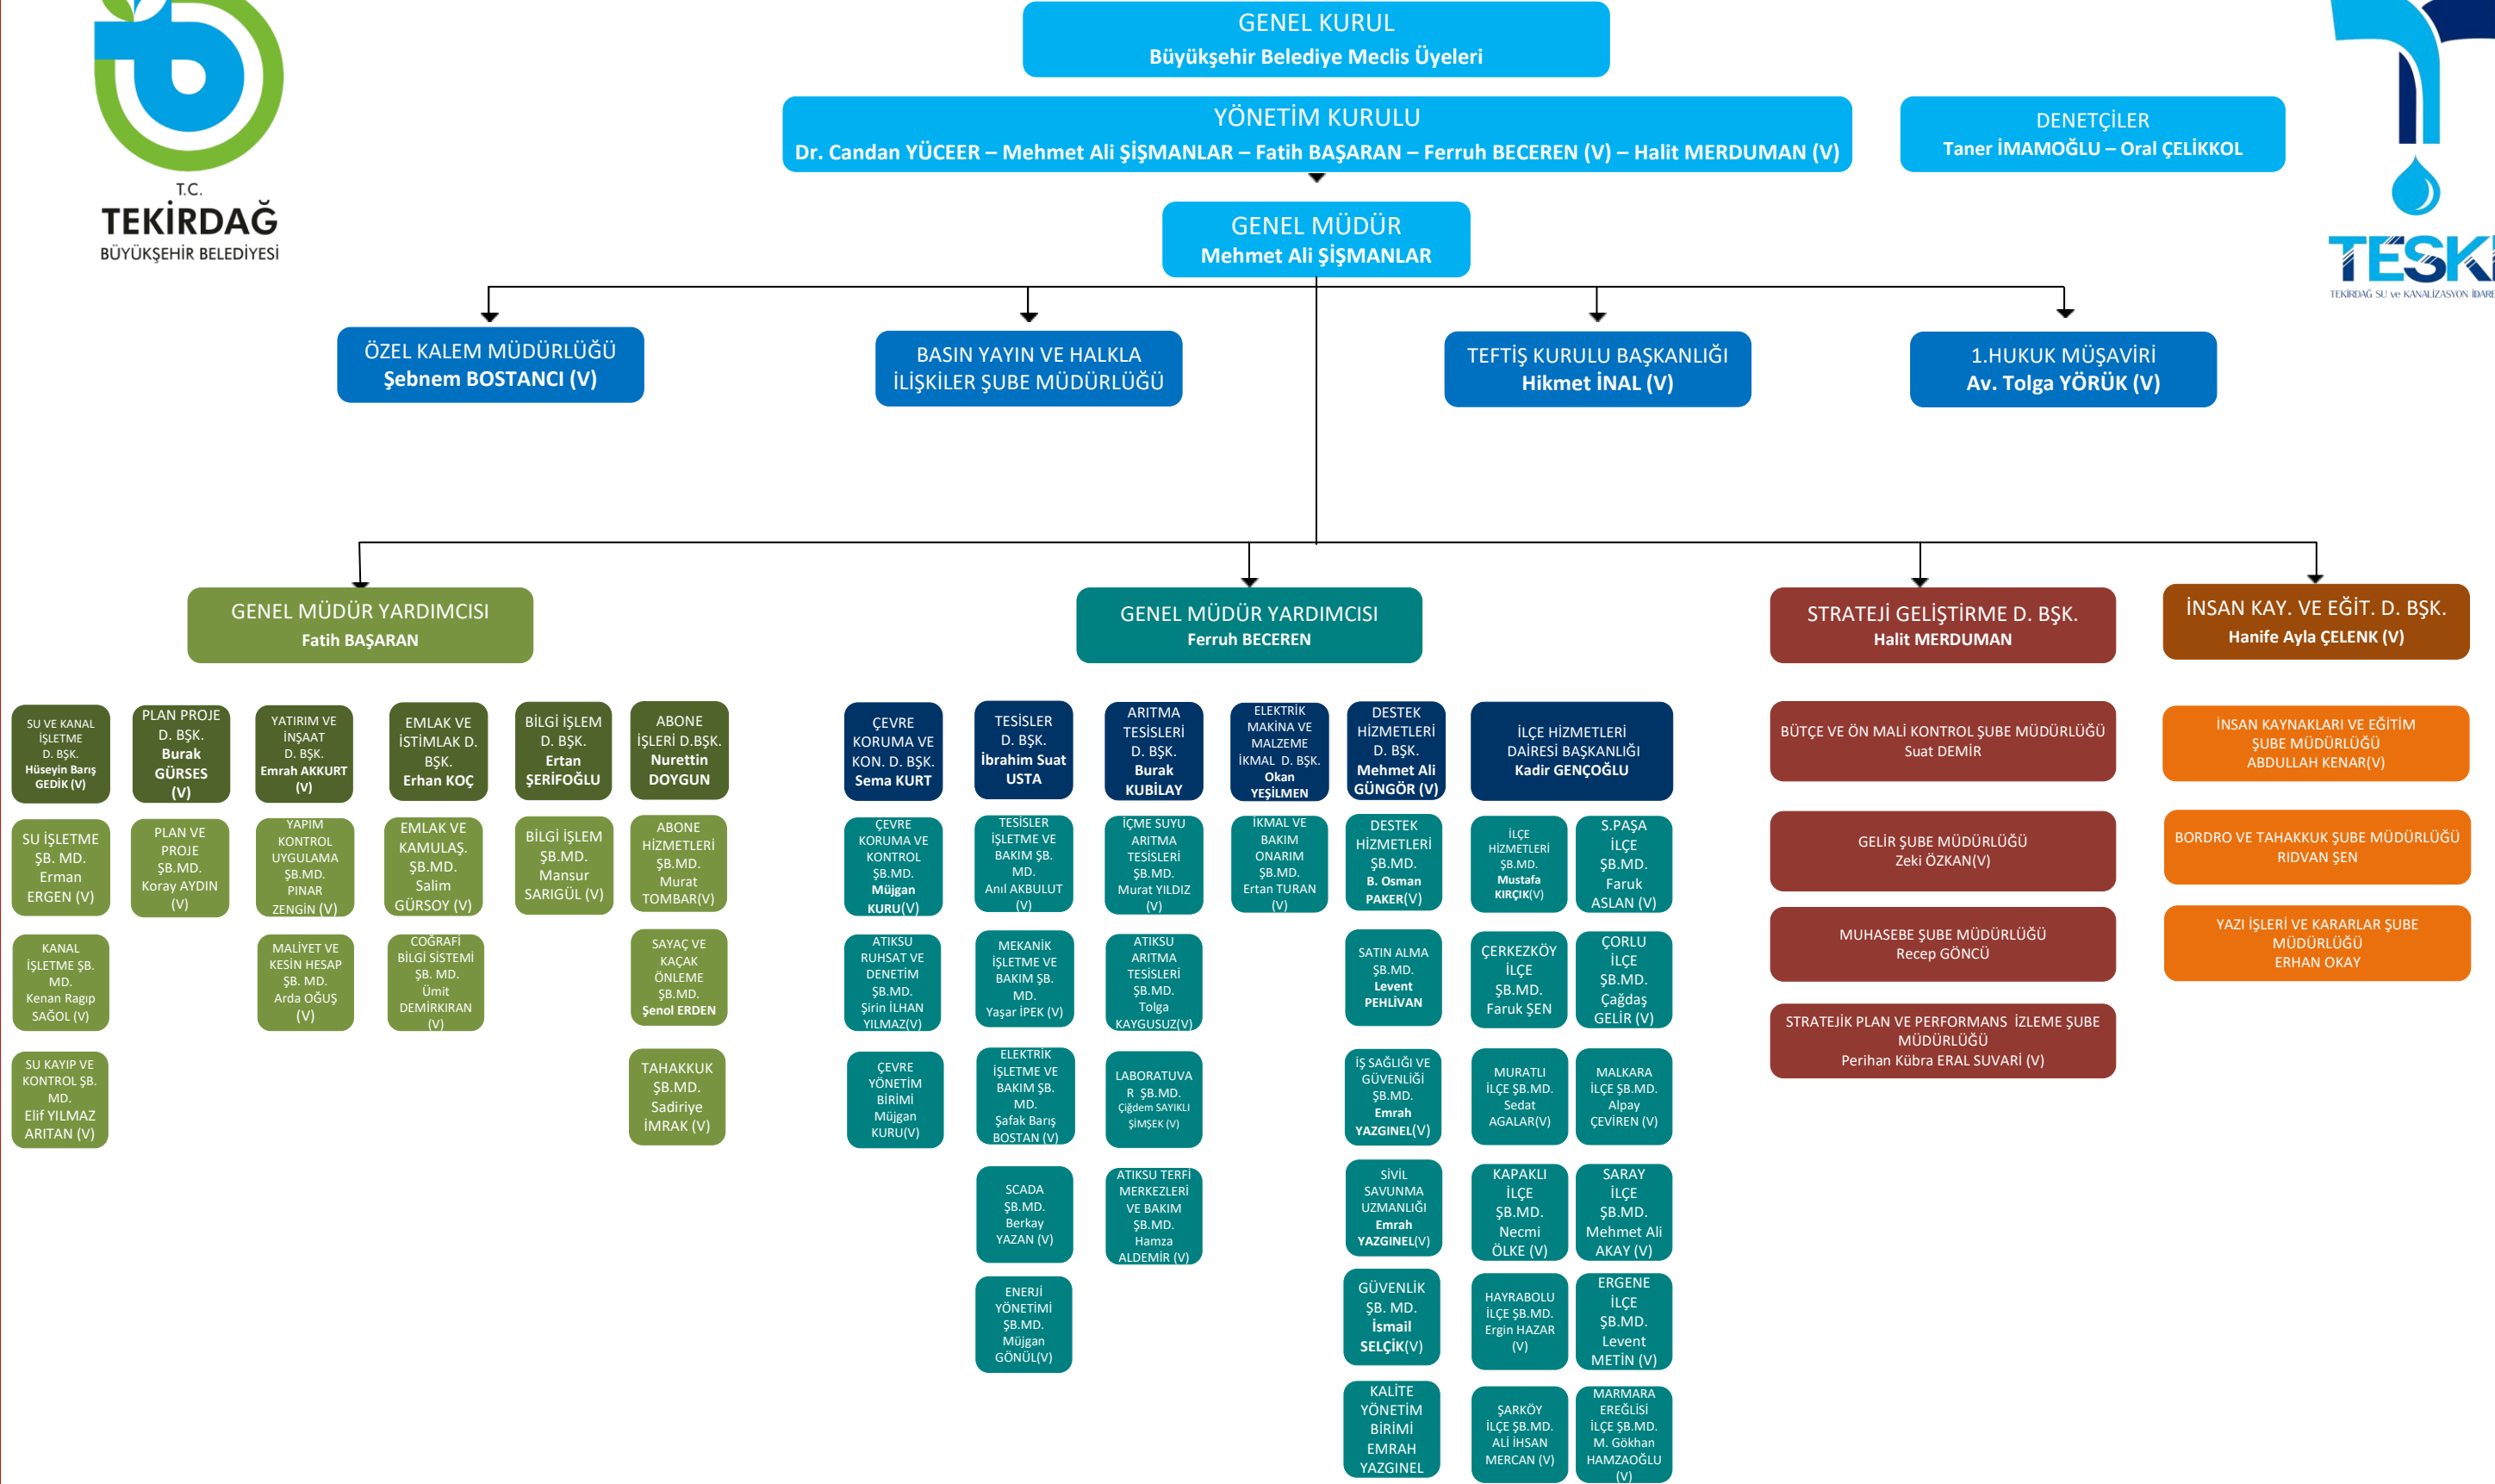 T.C.
TEKİRDAĞ
BÜYÜKŞEHİR BELEDİYESİ
GENEL KURUL
Büyükşehir Belediye Meclis Üyeleri
YÖNETİM KURULU
Dr. Candan YÜCEER – Mehmet Ali ŞİŞMANLAR – Fatih BAŞARAN – Ferruh BECEREN (V) – Halit MERDUMAN (V)
DENETÇİLER
Taner İMAMOĞLU – Oral ÇELİKKOL
TESKİ
TEKİRDAĞ SU ve KANALİZASYON İDARE
GENEL MÜDÜR
Mehmet Ali ŞİŞMANLAR
ÖZEL KALEM MÜDÜRLÜĞÜ
Şebnem BOSTANCI (V)
BASIN YAYIN VE HALKLA
İLİŞKİLER ŞUBE MÜDÜRLÜĞÜ
TEFTİŞ KURULU BAŞKANLIĞI
Hikmet İNAL (V)
1.HUKUK MÜŞAVİRİ
Av. Tolga YÖRÜK (V)
GENEL MÜDÜR YARDIMCISI
Fatih BAŞARAN
GENEL MÜDÜR YARDIMCISI
Ferruh BECEREN
STRATEJİ GELİŞTİRME D. BŞK.
Halit MERDUMAN
İNSAN KAY. VE EĞİT. D. BŞK.
Hanife Ayla ÇELENK (V)
SU VE KANAL
İŞLETME
D. BŞK.
Hüseyin Barış
GEDİK (V)
PLAN PROJE
D. BŞK.
Burak
GÜRSES
(V)
YATIRIM VE
İNŞAAT
D. BŞK.
Emrah AKKURT
(V)
EMLAK VE
İSTİMLAK D.
BŞK.
Erhan KOÇ
BİLGİ İŞLEM
D. BŞK.
Ertan
ŞERİFOĞLU
ABONE
İŞLERİ D.BŞK.
Nurettin
DOYGUN
ÇEVRE
KORUMA VE
KON. D. BŞK.
Sema KURT
TESİSLER
D. BŞK.
İbrahim Suat
USTA
ARITMA
TESİSLERİ
D. BŞK.
Burak
KUBİLAY
ELEKTRİK
MAKİNA VE
MALZEME
İKMAL  D. BŞK.
Okan
YEŞİLMEN
DESTEK
HİZMETLERİ
D. BŞK.
Mehmet Ali
GÜNGÖR (V)
İLÇE HİZMETLERİ
DAİRESİ BAŞKANLIĞI
Kadir GENÇOĞLU
BÜTÇE VE ÖN MALİ KONTROL ŞUBE MÜDÜRLÜĞÜ
Suat DEMİR
İNSAN KAYNAKLARI VE EĞİTİM
ŞUBE MÜDÜRLÜĞÜ
ABDULLAH KENAR(V)
SU İŞLETME
ŞB. MD.
Erman
ERGEN (V)
PLAN VE
PROJE
ŞB.MD.
Koray AYDIN
(V)
YAPIM
KONTROL
UYGULAMA
ŞB.MD.
PINAR
ZENGİN (V)
EMLAK VE
KAMULAŞ.
ŞB.MD.
Salim
GÜRSOY (V)
BİLGİ İŞLEM
ŞB.MD.
Mansur
SARIGÜL (V)
ABONE
HİZMETLERİ
ŞB.MD.
Murat
TOMBAR(V)
ÇEVRE
KORUMA VE
KONTROL
ŞB.MD.
Müjgan
KURU(V)
TESİSLER
İŞLETME VE
BAKIM ŞB.
MD.
Anıl AKBULUT
(V)
İÇME SUYU
ARITMA
TESİSLERİ
ŞB.MD.
Murat YILDIZ
(V)
İKMAL VE
BAKIM
ONARIM
ŞB.MD.
Ertan TURAN
(V)
DESTEK
HİZMETLERİ
ŞB.MD.
B. Osman
PAKER(V)
İLÇE
HİZMETLERİ
ŞB.MD.
Mustafa
KIRÇIK(V)
S.PAŞA
İLÇE
ŞB.MD.
Faruk
ASLAN (V)
GELİR ŞUBE MÜDÜRLÜĞÜ
Zeki ÖZKAN(V)
BORDRO VE TAHAKKUK ŞUBE MÜDÜRLÜĞÜ
RIDVAN ŞEN
KANAL
İŞLETME ŞB.
MD.
Kenan Ragıp
SAĞOL (V)
MALİYET VE
KESİN HESAP
ŞB. MD.
Arda OĞUŞ
(V)
COĞRAFİ
BİLGİ SİSTEMİ
ŞB. MD.
Ümit
DEMİRKIRAN
(V)
SAYAÇ VE
KAÇAK
ÖNLEME
ŞB.MD.
Şenol ERDEN
ATIKSU
RUHSAT VE
DENETİM
ŞB.MD.
Şirin İLHAN
YILMAZ(V)
MEKANİK
İŞLETME VE
BAKIM ŞB.
MD.
Yaşar İPEK (V)
ATIKSU
ARITMA
TESİSLERİ
ŞB.MD.
Tolga
KAYGUSUZ(V)
SATIN ALMA
ŞB.MD.
Levent
PEHLİVAN
ÇERKEZKÖY
İLÇE
ŞB.MD.
Faruk ŞEN
ÇORLU
İLÇE
ŞB.MD.
Çağdaş
GELİR (V)
MUHASEBE ŞUBE MÜDÜRLÜĞÜ
Recep GÖNCÜ
YAZI İŞLERİ VE KARARLAR ŞUBE
MÜDÜRLÜĞÜ
ERHAN OKAY
SU KAYIP VE
KONTROL ŞB.
MD.
Elif YILMAZ
ARITAN (V)
TAHAKKUK
ŞB.MD.
Sadiriye
İMRAK (V)
ÇEVRE
YÖNETİM
BİRİMİ
Müjgan
KURU(V)
ELEKTRİK
İŞLETME VE
BAKIM ŞB.
MD.
Şafak Barış
BOSTAN (V)
LABORATUVA
R  ŞB.MD.
Çiğdem SAYIKLI
ŞİMŞEK (V)
İŞ SAĞLIĞI VE
GÜVENLİĞİ
ŞB.MD.
Emrah
YAZGINEL(V)
MURATLI
İLÇE ŞB.MD.
Sedat
AGALAR(V)
MALKARA
İLÇE ŞB.MD.
Alpay
ÇEVİREN (V)
STRATEJİK PLAN VE PERFORMANS  İZLEME ŞUBE
MÜDÜRLÜĞÜ
Perihan Kübra ERAL SUVARİ (V)
SCADA
ŞB.MD.
Berkay
YAZAN (V)
ATIKSU TERFİ
MERKEZLERİ
VE BAKIM
ŞB.MD.
Hamza
ALDEMİR (V)
SİVİL
SAVUNMA
UZMANLIĞI
Emrah
YAZGINEL(V)
KAPAKLI
İLÇE
ŞB.MD.
Necmi
ÖLKE (V)
SARAY
İLÇE
ŞB.MD.
Mehmet Ali
AKAY (V)
ENERJİ
YÖNETİMİ
ŞB.MD.
Müjgan
GÖNÜL(V)
GÜVENLİK
ŞB. MD.
İsmail
SELÇİK(V)
HAYRABOLU
İLÇE ŞB.MD.
Ergin HAZAR
(V)
ERGENE
İLÇE
ŞB.MD.
Levent
METİN (V)
KALİTE
YÖNETİM
BİRİMİ
EMRAH
YAZGINEL
ŞARKÖY
İLÇE ŞB.MD.
ALİ İHSAN
MERCAN (V)
MARMARA
EREĞLİSİ
İLÇE ŞB.MD.
M. Gökhan
HAMZAOĞLU
(V)